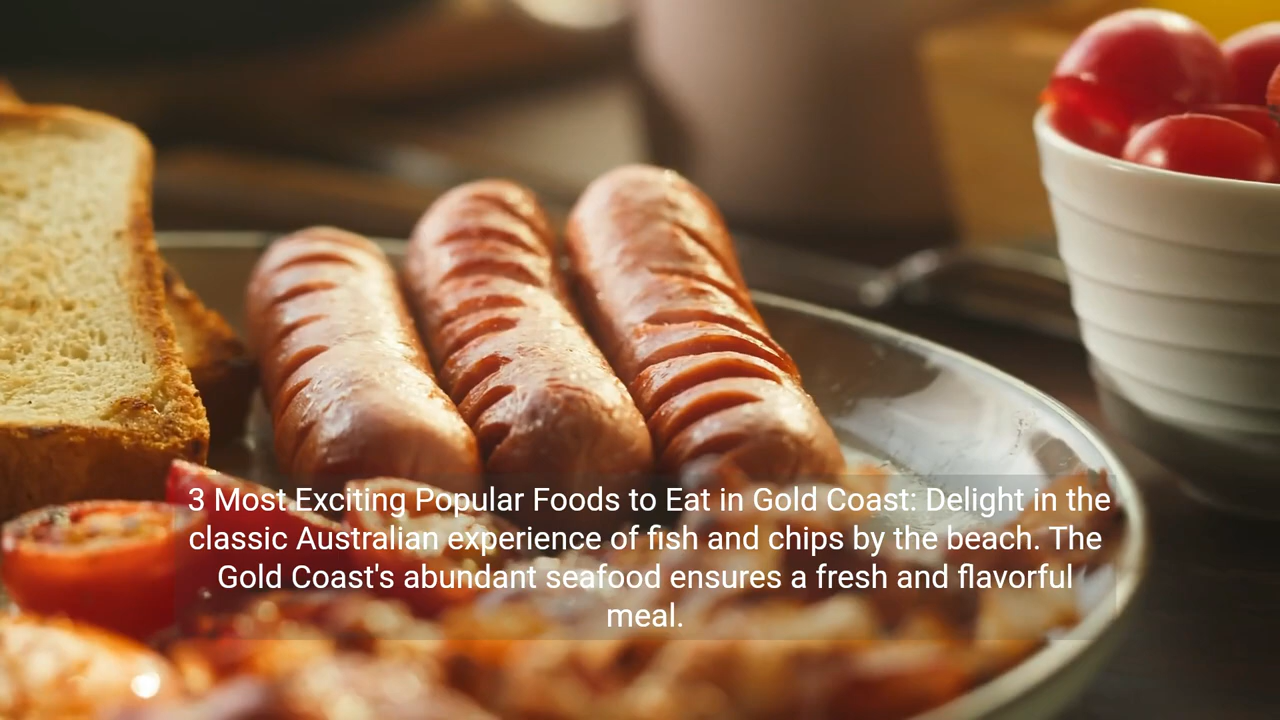 3 Most Exciting Popular Foods to Eat in Gold Coast: Delight in the
classic Australian experience of fish and chips by the beach. The
Gold Coast's abundant seafood ensures a fresh and flavorful
meal.